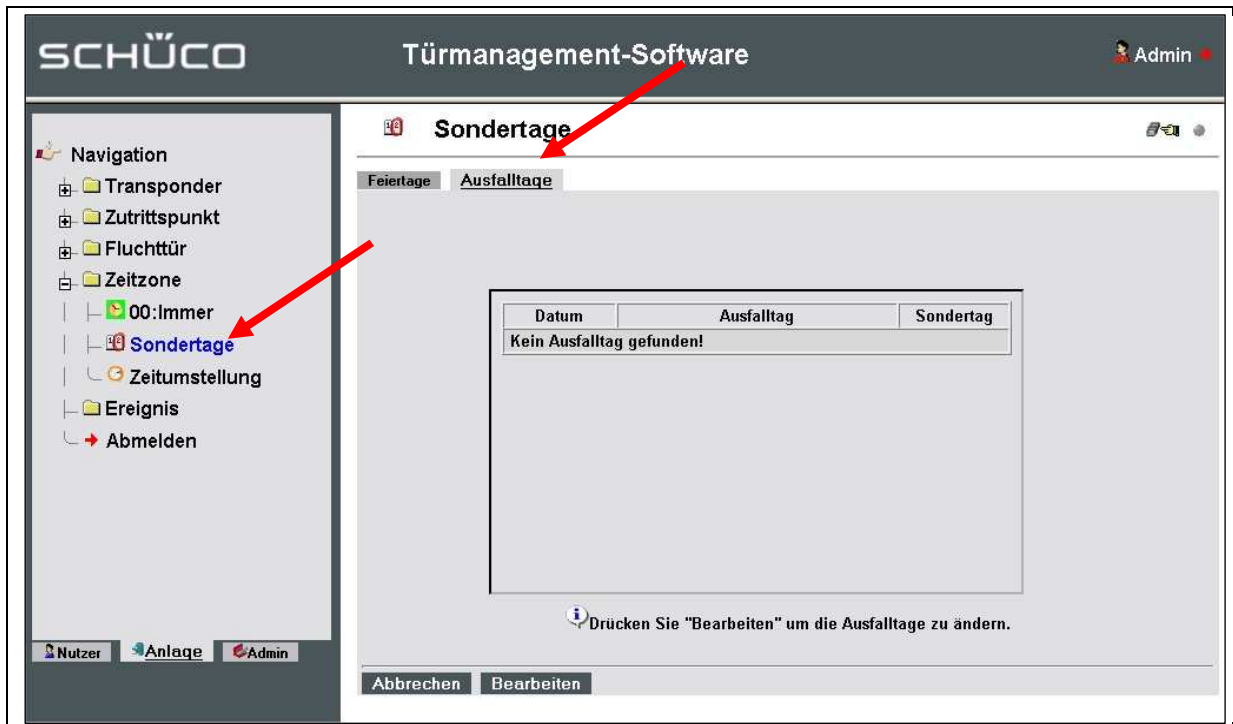 SCHÜCO
Türmanagement-Software
Admin
Navigation
Transponder
Zutrittspunkt
Fluchttür
Zeitzone
00:Immer
Sondertage
Zeitumstellung
Ereignis
Abmelden
Nutzer Anlage Admin
Sondertage
Feiertage Ausfalltage
Datum Ausfalltag Sondertag
Kein Ausfalltag gefunden!
Drücken Sie "Bearbeiten" um die Ausfalltage zu ändern.
Abbrechen Bearbeiten